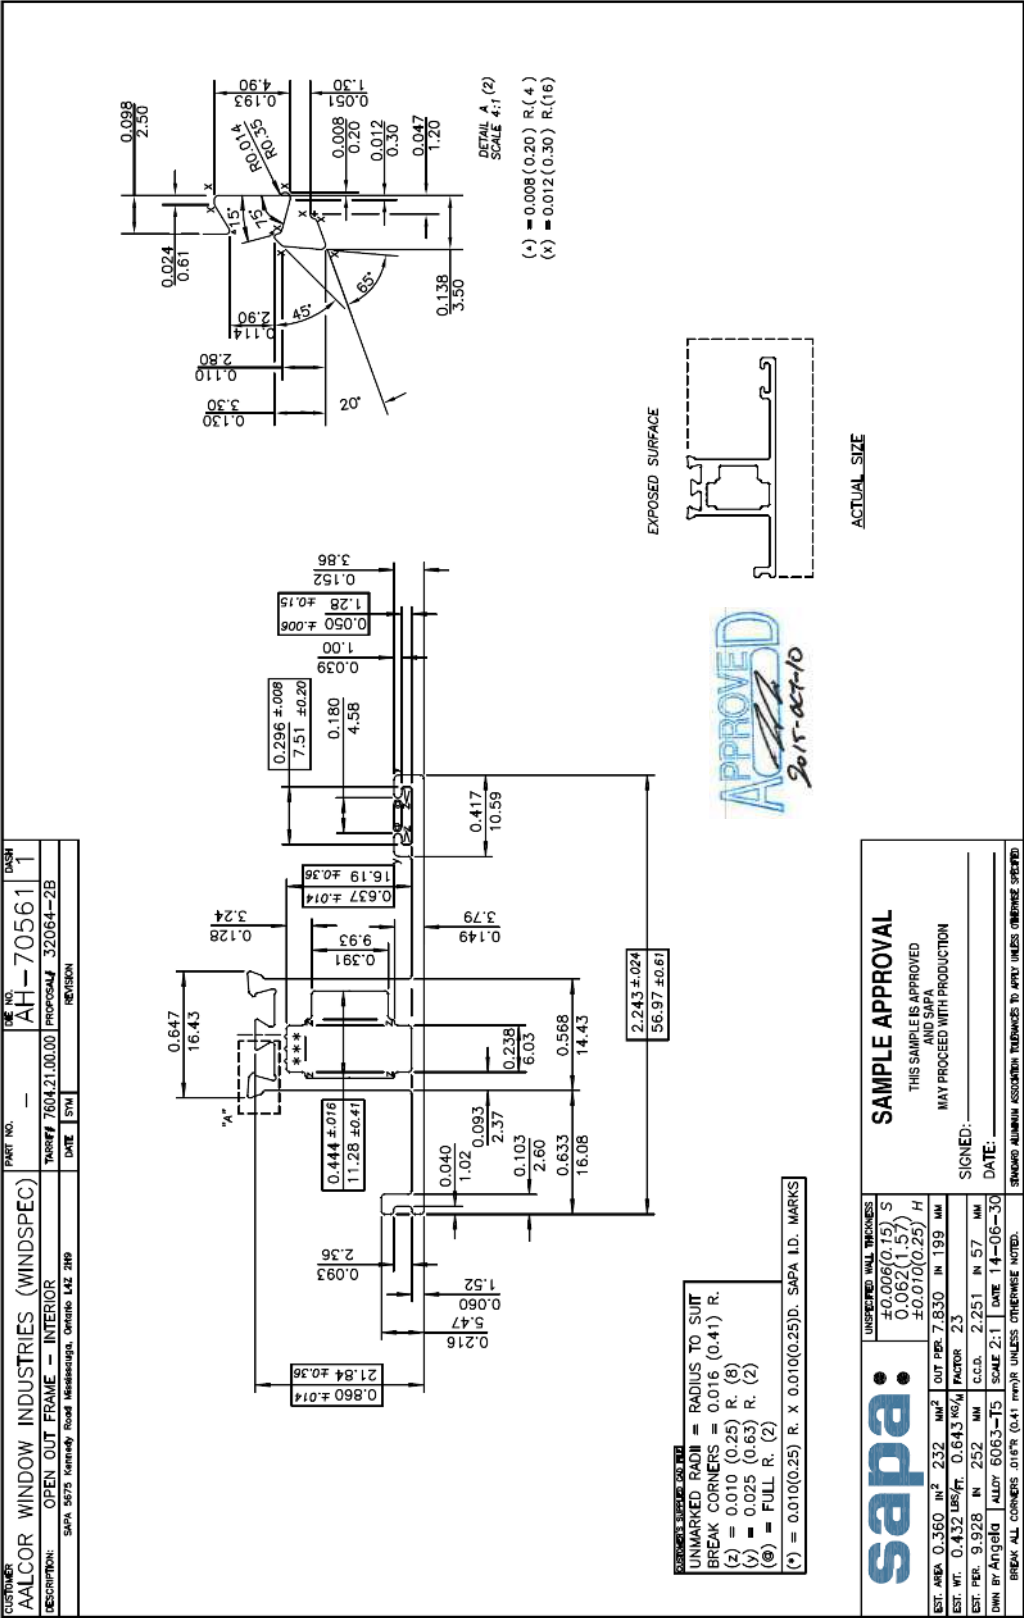 CUSTOMER
AALCOR WINDOW INDUSTRIES (WINDSPEC)
PART NO.
—
DIE NO.
AH-70561
DASH
1
DESCRIPTION:
OPEN OUT FRAME - INTERIOR
TARRIF# 7604.21.00.00
PROPOSAL# 32064-2B
SAPA 5675 Kennedy Road Mississauga, Ontario L4Z 2H9
DATE
SYM
REVISION
0.647
16.43
"A"
***
0.128
3.24
0.637 ±.014
16.19 ±0.36
0.391
9.93
0.149
3.79
0.296 ±.008
7.51 ±0.20
0.180
4.58
0.039
1.00
0.050 ±.006
1.28 ±0.15
0.152
3.86
0.417
10.59
0.444 ±.016
11.28 ±0.41
0.238
6.03
0.568
14.43
0.093
2.37
0.040
1.02
0.103
2.60
0.633
16.08
2.243 ±.024
56.97 ±0.61
0.093
2.36
0.060
1.52
0.216
5.47
0.860 ±.014
21.84 ±0.36
0.098
2.50
0.193
4.90
0.051
1.30
R0.014
R0.35
0.008
0.20
0.012
0.30
0.047
1.20
0.024
0.61
15°
75°
0.114
2.90
45°
65°
0.138
3.50
0.110
2.80
0.130
3.30
20°
DETAIL A (2)
SCALE 4:1
(▴) = 0.008 (0.20) R.( 4 )
(x) = 0.012 (0.30) R.(16)
EXPOSED SURFACE
ACTUAL SIZE
APPROVED
2015-OCT-10
CUSTOMER'S SUPPLIED CAD FILE
UNMARKED RADII = RADIUS TO SUIT
BREAK CORNERS = 0.016 (0.41) R.
(z) = 0.010 (0.25) R. (8)
(y) = 0.025 (0.63) R. (2)
(@) = FULL R. (2)
(*) = 0.010(0.25) R. X 0.010(0.25)D. SAPA I.D. MARKS
sapa:
UNSPECIFIED WALL THICKNESS
±0.006(0.15) S
0.062(1.57)
±0.010(0.25) H
EST. AREA 0.360 IN² 232 MM²
OUT PER. 7.830 IN 199 MM
EST. WT. 0.432 LBS/FT. 0.643 KG/M
FACTOR 23
EST. PER. 9.928 IN 252 MM
C.C.D. 2.251 IN 57 MM
DWN BY Angela
ALLOY 6063-T5
SCALE 2:1
DATE 14-06-30
BREAK ALL CORNERS .016"R (0.41 mm)R UNLESS OTHERWISE NOTED.
STANDARD ALUMINUM ASSOCIATION TOLERANCES TO APPLY UNLESS OTHERWISE SPECIFIED
SAMPLE APPROVAL
THIS SAMPLE IS APPROVED
AND SAPA
MAY PROCEED WITH PRODUCTION
SIGNED:
DATE: